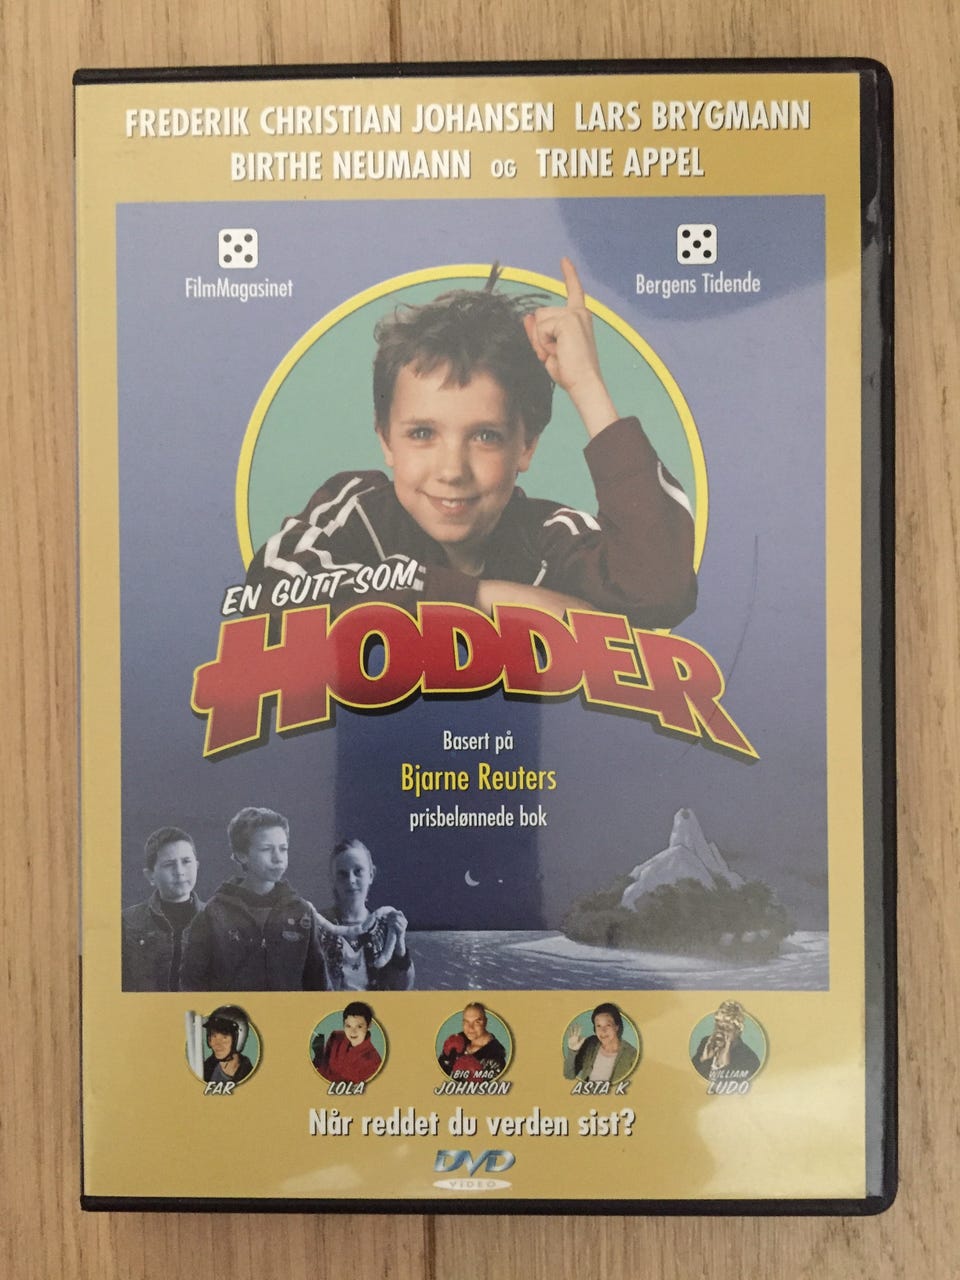 FREDERIK CHRISTIAN JOHANSEN LARS BRYGMANN
BIRTHE NEUMANN OG TRINE APPEL
FilmMagasinet
Bergens Tidende
EN GUTT SOM
HODDER
Basert på
Bjarne Reuters
prisbelønnede bok
FAR
LOLA
BIG MAG
JOHNSON
ASTA K
WILLIAM
LUDO
Når reddet du verden sist?
DVD
VIDEO